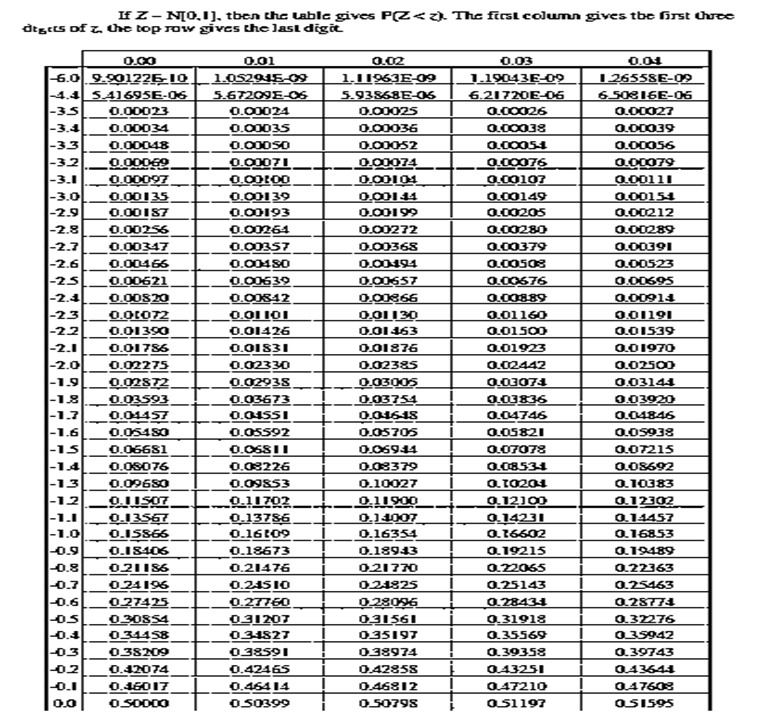 If Z ~ N[0,1], then the table gives P(Z < z). The first column gives the first three
digits of z, the top row gives the last digit.
0.00 0.01 0.02 0.03 0.04
-6.0 9.90122E-10 1.05294E-09 1.11963E-09 1.19043E-09 1.26558E-09
-4.4 5.41695E-06 5.67209E-06 5.93868E-06 6.21720E-06 6.50816E-06
-3.5 0.00023 0.00024 0.00025 0.00026 0.00027
-3.4 0.00034 0.00035 0.00036 0.00038 0.00039
-3.3 0.00048 0.00050 0.00052 0.00054 0.00056
-3.2 0.00069 0.00071 0.00074 0.00076 0.00079
-3.1 0.00097 0.00100 0.00104 0.00107 0.00111
-3.0 0.00135 0.00139 0.00144 0.00149 0.00154
-2.9 0.00187 0.00193 0.00199 0.00205 0.00212
-2.8 0.00256 0.00264 0.00272 0.00280 0.00289
-2.7 0.00347 0.00357 0.00368 0.00379 0.00391
-2.6 0.00466 0.00480 0.00494 0.00508 0.00523
-2.5 0.00621 0.00639 0.00657 0.00676 0.00695
-2.4 0.00820 0.00842 0.00866 0.00889 0.00914
-2.3 0.01072 0.01101 0.01130 0.01160 0.01191
-2.2 0.01390 0.01426 0.01463 0.01500 0.01539
-2.1 0.01786 0.01831 0.01876 0.01923 0.01970
-2.0 0.02275 0.02330 0.02385 0.02442 0.02500
-1.9 0.02872 0.02938 0.03005 0.03074 0.03144
-1.8 0.03593 0.03673 0.03754 0.03836 0.03920
-1.7 0.04457 0.04551 0.04648 0.04746 0.04846
-1.6 0.05480 0.05592 0.05705 0.05821 0.05938
-1.5 0.06681 0.06811 0.06944 0.07078 0.07215
-1.4 0.08076 0.08226 0.08379 0.08534 0.08692
-1.3 0.09680 0.09853 0.10027 0.10204 0.10383
-1.2 0.11507 0.11702 0.11900 0.12100 0.12302
-1.1 0.13567 0.13786 0.14007 0.14231 0.14457
-1.0 0.15866 0.16109 0.16354 0.16602 0.16853
-0.9 0.18406 0.18673 0.18943 0.19215 0.19489
-0.8 0.21186 0.21476 0.21770 0.22065 0.22363
-0.7 0.24196 0.24510 0.24825 0.25143 0.25463
-0.6 0.27425 0.27760 0.28096 0.28434 0.28774
-0.5 0.30854 0.31207 0.31561 0.31918 0.32276
-0.4 0.34458 0.34827 0.35197 0.35569 0.35942
-0.3 0.38209 0.38591 0.38974 0.39358 0.39743
-0.2 0.42074 0.42465 0.42858 0.43251 0.43644
-0.1 0.46017 0.46414 0.46812 0.47210 0.47608
0.0 0.50000 0.50399 0.50798 0.51197 0.51595